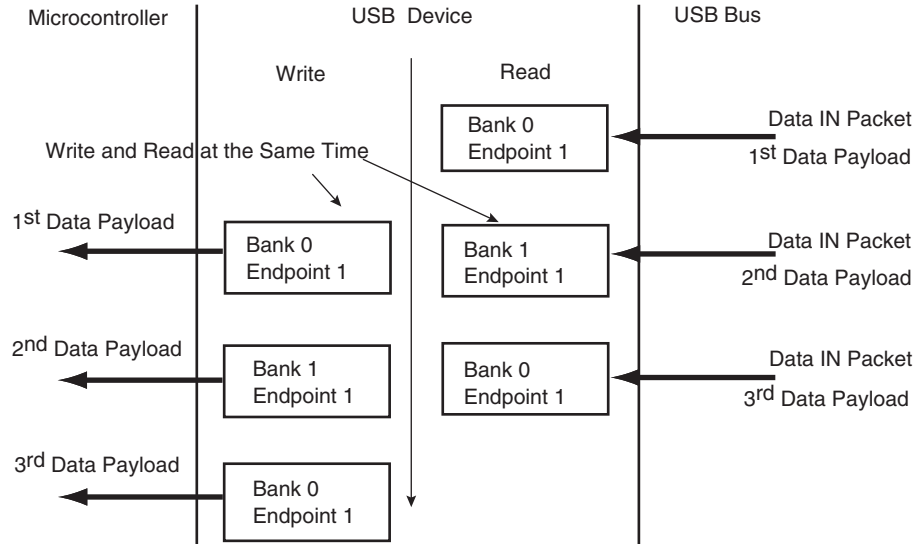 Microcontroller
USB Device
USB Bus
Write
Read
Bank 0
Endpoint 1
Data IN Packet
1st Data Payload
Write and Read at the Same Time
1st Data Payload
Bank 0
Endpoint 1
Bank 1
Endpoint 1
Data IN Packet
2nd Data Payload
2nd Data Payload
Bank 1
Endpoint 1
Bank 0
Endpoint 1
Data IN Packet
3rd Data Payload
3rd Data Payload
Bank 0
Endpoint 1